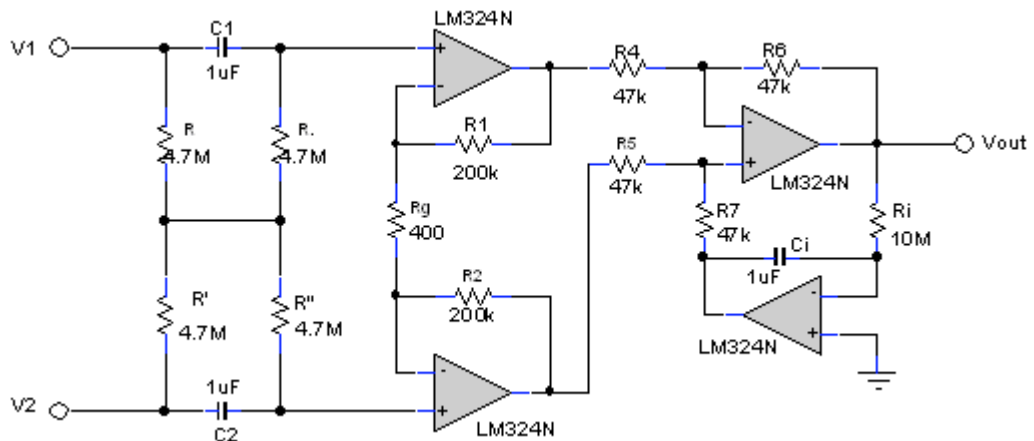 LM324N
C1
V1
1uF
R4
47k
R6
47k
R
4.7M
R.
4.7M
R1
200k
R5
47k
LM324N
Vout
Rg
400
R7
47k
Ri
10M
Ci
1uF
R'
4.7M
R"
4.7M
R2
200k
LM324N
1uF
V2
C2
LM324N
+
-
-
+
-
+
-
+